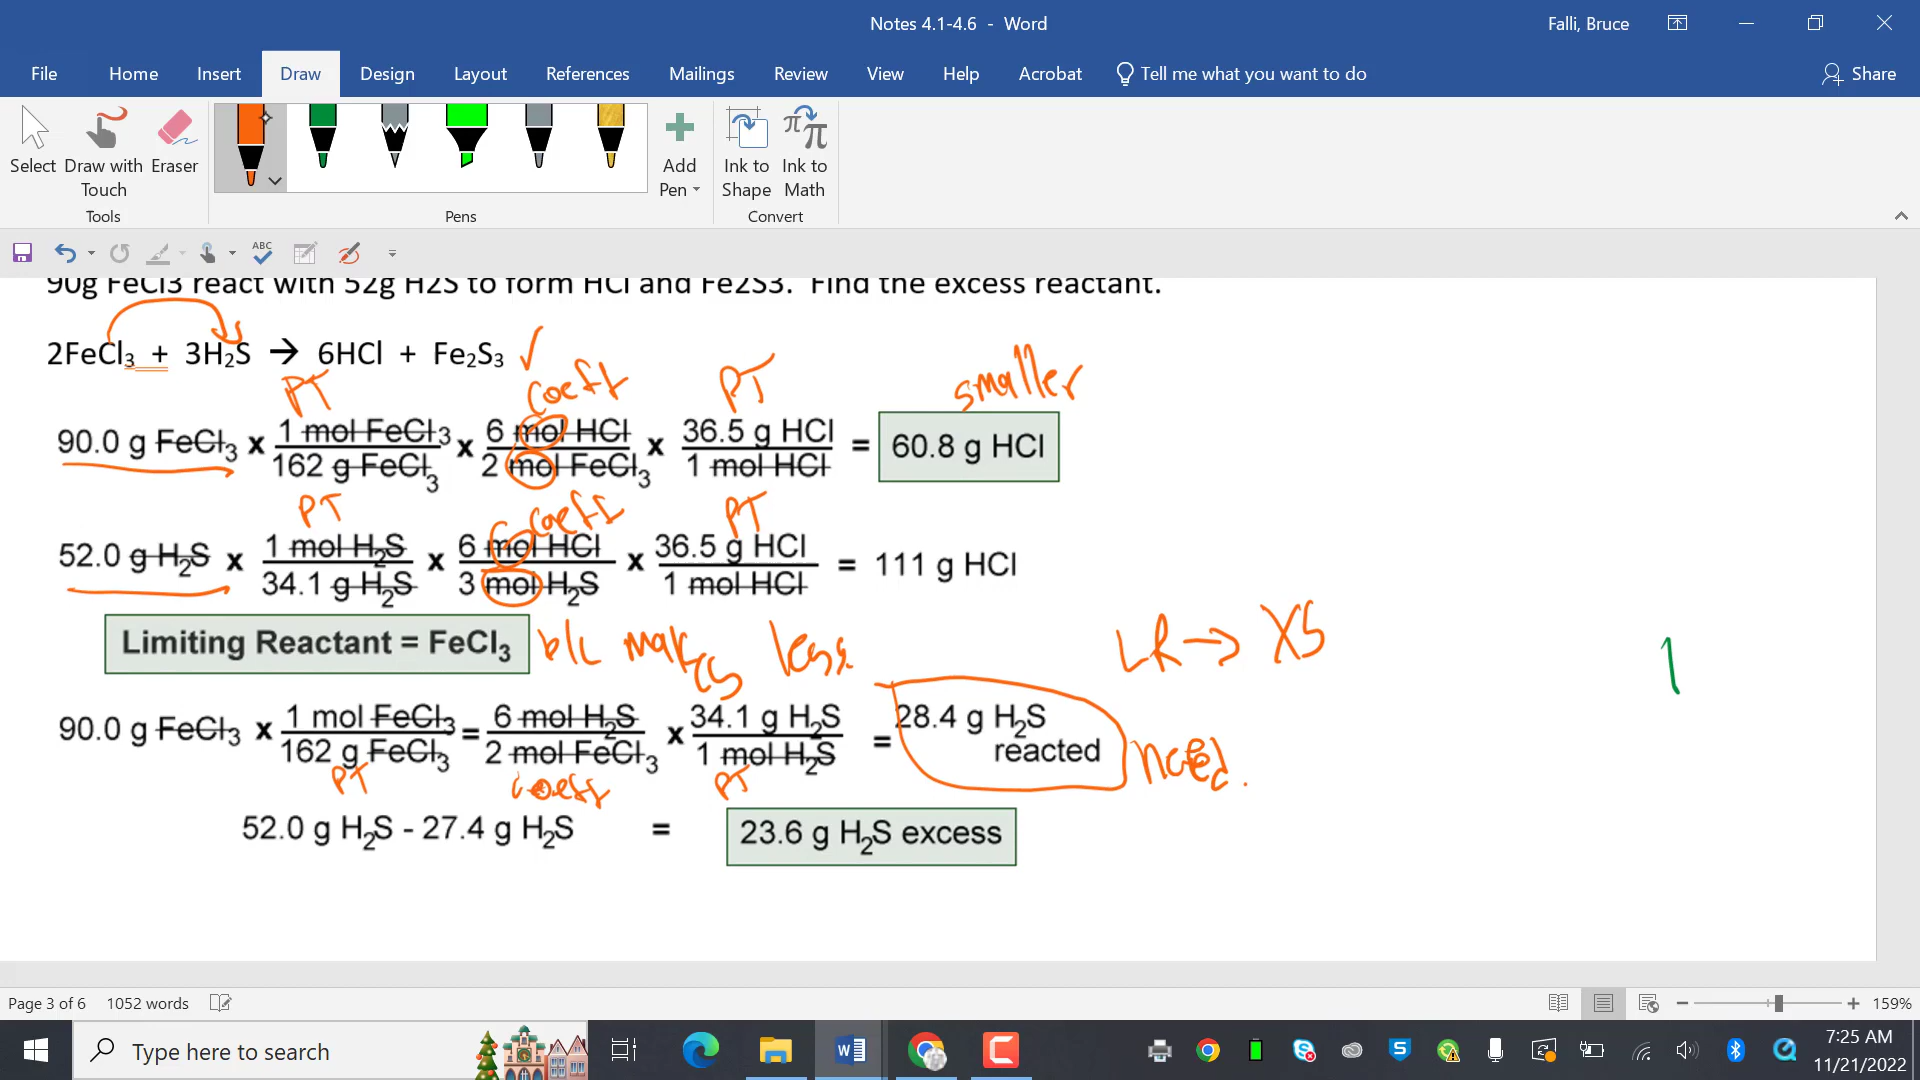 Notes 4.1-4.6 - Word
Falli, Bruce
File Home Insert Draw Design Layout References Mailings Review View Help Acrobat Tell me what you want to do Share
Select Draw with Touch Eraser Add Pen Ink to Shape Ink to Math
Tools Pens Convert
ABC
90g FeCl3 react with 52g H2S to form HCl and Fe2S3. Find the excess reactant.
2FeCl₃ + 3H₂S → 6HCl + Fe₂S₃ ✓
PT coeff PT smaller
90.0 g FeCl₃ x 1 mol FeCl₃ x 6 mol HCl x 36.5 g HCl = 60.8 g HCl
162 g FeCl₃ 2 mol FeCl₃ 1 mol HCl
PT coeff PT
52.0 g H₂S x 1 mol H₂S x 6 mol HCl x 36.5 g HCl = 111 g HCl
34.1 g H₂S 3 mol H₂S 1 mol HCl
Limiting Reactant = FeCl₃ b/c makes less. LR → XS 1
90.0 g FeCl₃ x 1 mol FeCl₃ = 6 mol H₂S x 34.1 g H₂S = 28.4 g H₂S
162 g FeCl₃ 2 mol FeCl₃ 1 mol H₂S reacted need.
PT coeff PT
52.0 g H₂S - 27.4 g H₂S = 23.6 g H₂S excess
Page 3 of 6 1052 words 159%
Type here to search
7:25 AM
11/21/2022